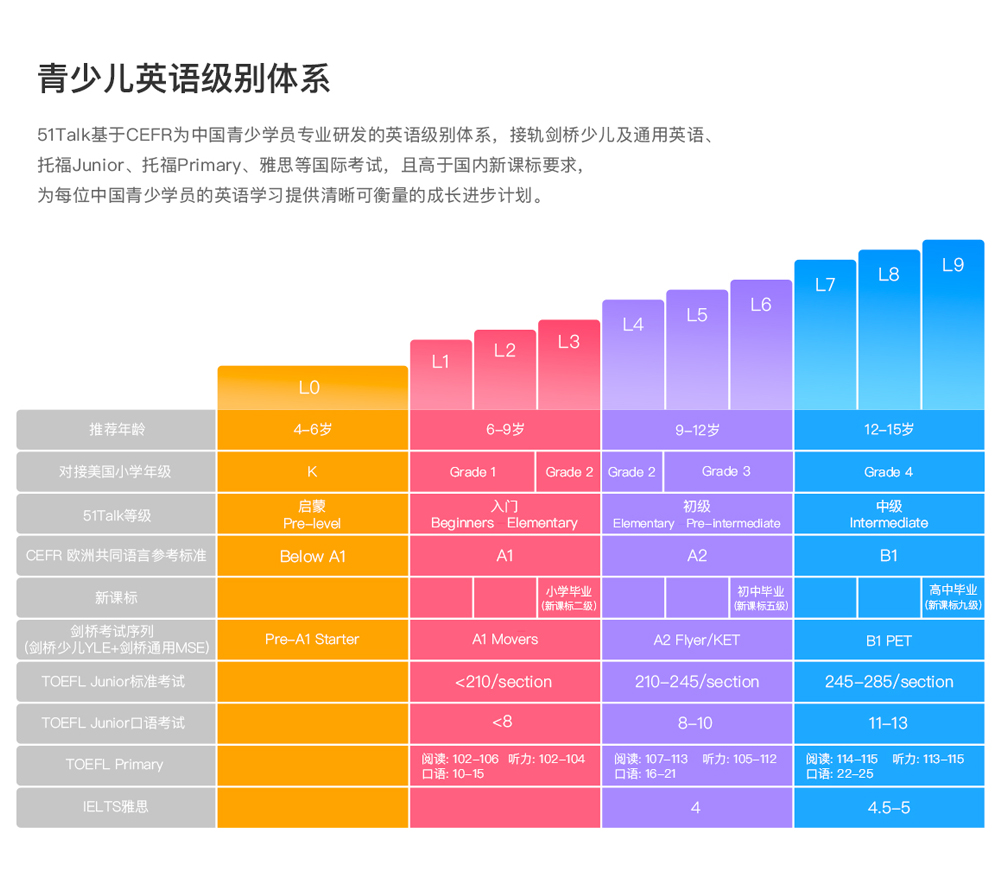 青少儿英语级别体系
51Talk基于CEFR为中国青少学员专业研发的英语级别体系，接轨剑桥少儿及通用英语、
托福Junior、托福Primary、雅思等国际考试，且高于国内新课标要求，
为每位中国青少学员的英语学习提供清晰可衡量的成长进步计划。
L0 L1 L2 L3 L4 L5 L6 L7 L8 L9
推荐年龄 4-6岁 6-9岁 9-12岁 12-15岁
对接美国小学年级 K Grade 1 Grade 2 Grade 2 Grade 3 Grade 4
51Talk等级 启蒙 入门 初级 中级
Pre-level Beginners Elementary Elementary Pre-intermediate Intermediate
CEFR 欧洲共同语言参考标准 Below A1 A1 A2 B1
新课标 小学毕业 初中毕业 高中毕业
(新课标二级) (新课标五级) (新课标九级)
剑桥考试序列 Pre-A1 Starter A1 Movers A2 Flyer/KET B1 PET
(剑桥少儿YLE+剑桥通用MSE)
TOEFL Junior标准考试 <210/section 210-245/section 245-285/section
TOEFL Junior口语考试 <8 8-10 11-13
TOEFL Primary 阅读: 102-106 听力: 102-104 阅读: 107-113 听力: 105-112 阅读: 114-115 听力: 113-115
口语: 10-15 口语: 16-21 口语: 22-25
IELTS雅思 4 4.5-5